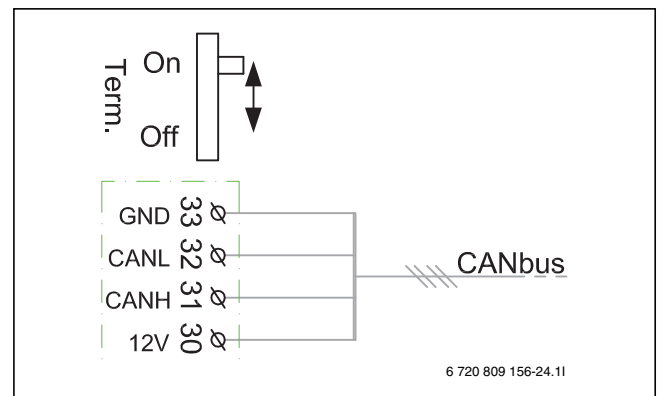 On
Term.
Off
GND 33
CANL 32
CANH 31
12V 30
CANbus
6 720 809 156-24.1I